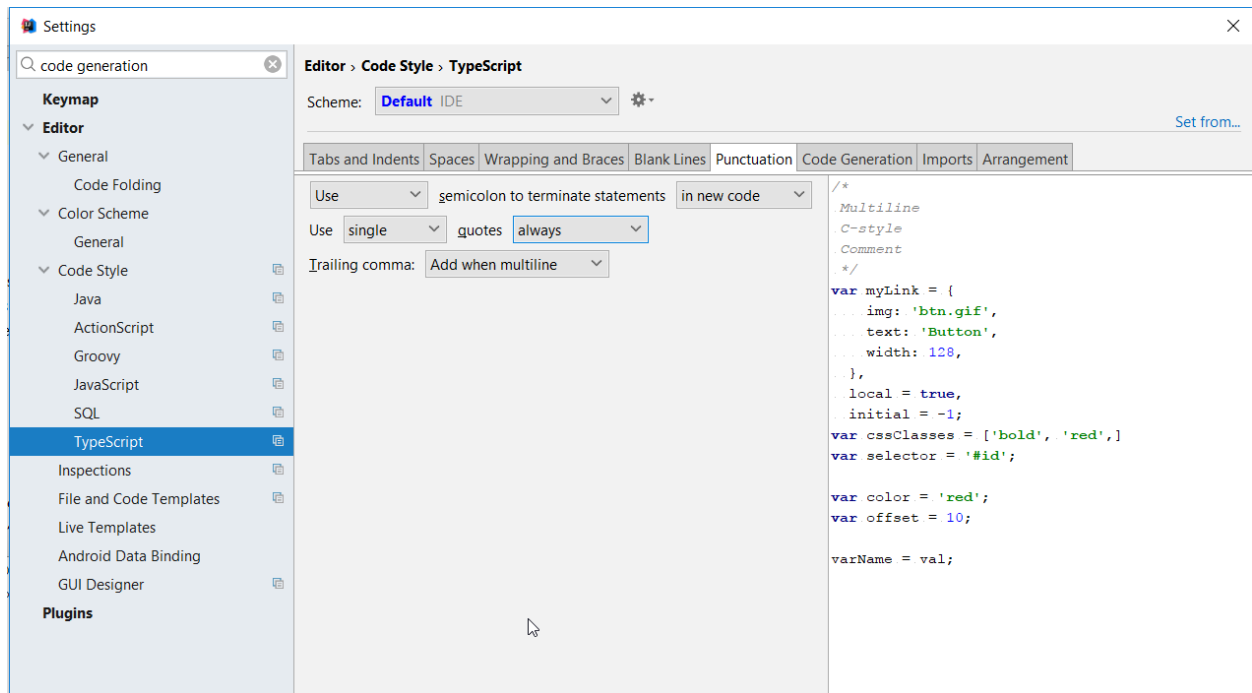 Settings
code generation
Keymap
Editor
General
Code Folding
Color Scheme
General
Code Style
Java
ActionScript
Groovy
JavaScript
SQL
TypeScript
Inspections
File and Code Templates
Live Templates
Android Data Binding
GUI Designer
Plugins
Editor › Code Style › TypeScript
Scheme: Default IDE
Set from...
Tabs and Indents Spaces Wrapping and Braces Blank Lines Punctuation Code Generation Imports Arrangement
Use semicolon to terminate statements in new code
Use single quotes always
Trailing comma: Add when multiline
/*
Multiline
C-style
Comment
*/
var myLink = {
img: 'btn.gif',
text: 'Button',
width: 128,
},
local = true,
initial = -1;
var cssClasses = ['bold', 'red',]
var selector = '#id';
var color = 'red';
var offset = 10;
varName = val;